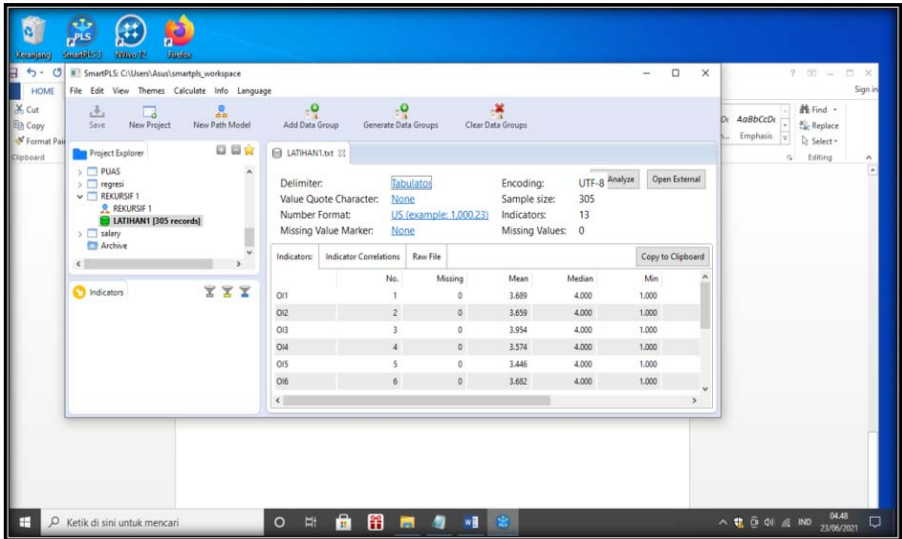 Keranjang SmartPLS 3 NVivo 12 Firefox
SmartPLS: C:\Users\Asus\smartpls_workspace
Sign in
HOME
File Edit View Themes Calculate Info Language
Cut
Copy
Format Pain
Clipboard
Save New Project New Path Model Add Data Group Generate Data Groups Clear Data Groups
AaBbCcDc
Emphasis
Find
Replace
Select
Editing
Project Explorer
PUAS
regresi
REKURSIF 1
REKURSIF 1
LATIHAN1 [305 records]
salary
Archive
Indicators
LATIHAN1.txt
Delimiter: Tabulator Encoding: UTF-8 Analyze Open External
Value Quote Character: None Sample size: 305
Number Format: US (example: 1,000.23) Indicators: 13
Missing Value Marker: None Missing Values: 0
Indicators: Indicator Correlations Raw File Copy to Clipboard
No. Missing Mean Median Min
OI1 1 0 3.689 4.000 1.000
OI2 2 0 3.659 4.000 1.000
OI3 3 0 3.954 4.000 1.000
OI4 4 0 3.574 4.000 1.000
OI5 5 0 3.446 4.000 1.000
OI6 6 0 3.682 4.000 1.000
Ketik di sini untuk mencari
IND
04.48
23/06/2021